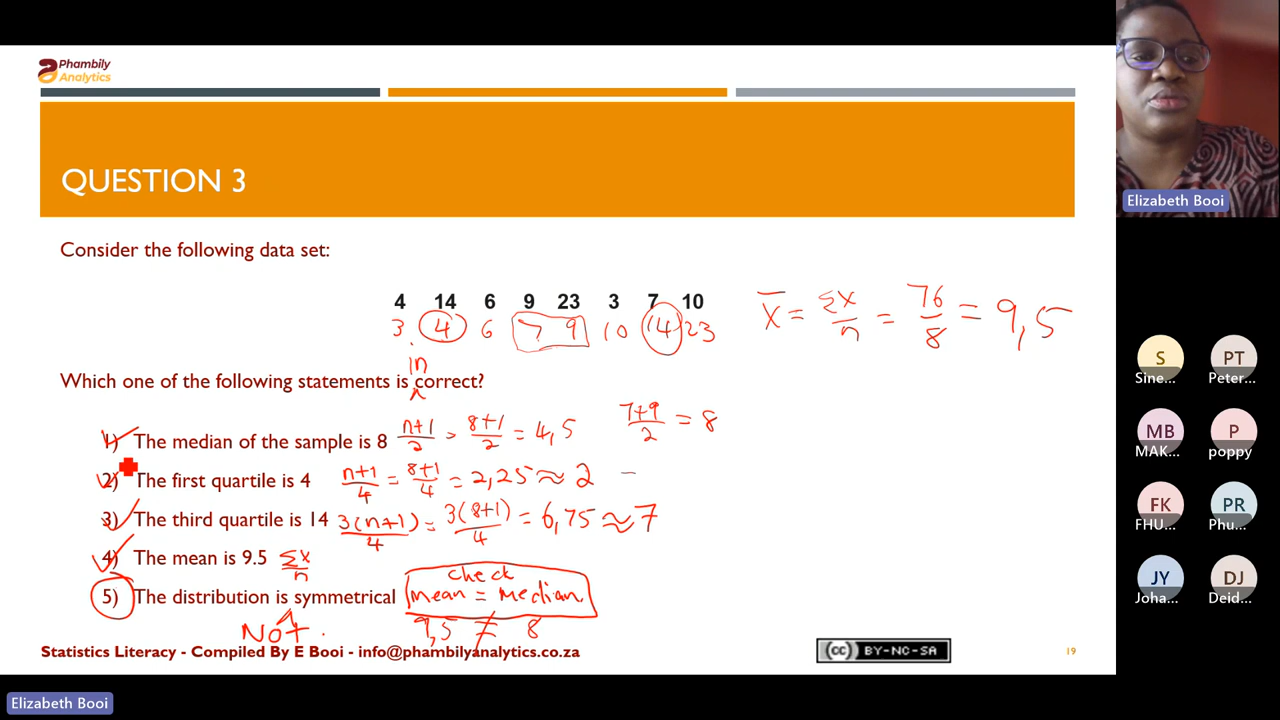 Phambily
Analytics
QUESTION 3
Elizabeth Booi
Consider the following data set:
4 14 6 9 23 3 7 10
3 4 6 7 9 10 14 23
x̄ = Σx/n = 76/8 = 9,5
in
Which one of the following statements is ^ correct?
1) The median of the sample is 8 (n+1)/2 = (8+1)/2 = 4,5 (7+9)/2 = 8
2) The first quartile is 4 (n+1)/4 = (8+1)/4 = 2,25 ≈ 2 –
3) The third quartile is 14 3(n+1)/4 = 3(8+1)/4 = 6,75 ≈ 7
4) The mean is 9.5 Σx/n
check
5) The distribution is symmetrical mean = median
NOT 9,5 ≠ 8
Statistics Literacy - Compiled By E Booi - info@phambilyanalytics.co.za
cc BY-NC-SA
19
S PT
Sine... Peter...
MB P
MAK... poppy
FK PR
FHU... Phu...
JY DJ
Joha... Deid...
Elizabeth Booi